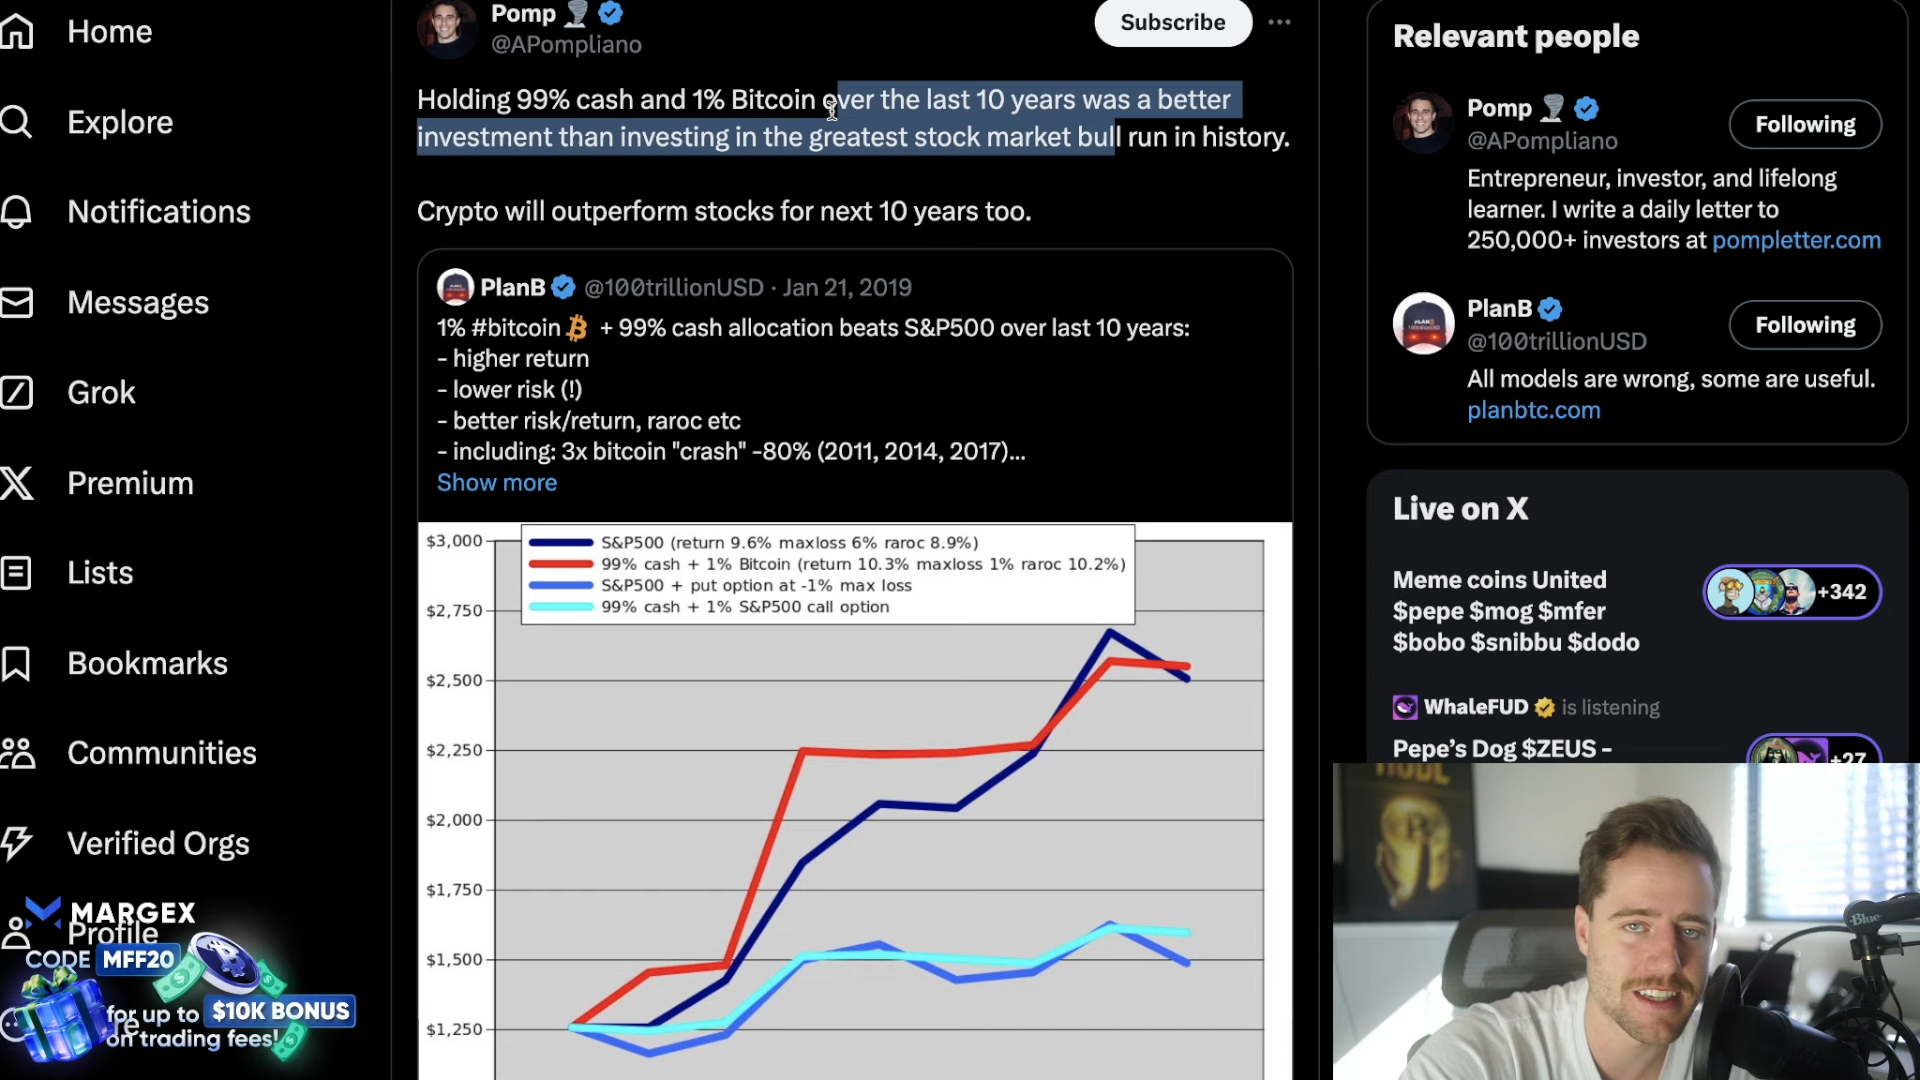 Home
Explore
Notifications
Messages
Grok
Premium
Lists
Bookmarks
Communities
Verified Orgs
Profile
MARGEX
CODE MFF20
for up to $10K BONUS
on trading fees!
Pomp
@APompliano
Subscribe
Holding 99% cash and 1% Bitcoin over the last 10 years was a better
investment than investing in the greatest stock market bull run in history.
Crypto will outperform stocks for next 10 years too.
PlanB @100trillionUSD · Jan 21, 2019
1% #bitcoin + 99% cash allocation beats S&P500 over last 10 years:
- higher return
- lower risk (!)
- better risk/return, raroc etc
- including: 3x bitcoin "crash" -80% (2011, 2014, 2017)...
Show more
S&P500 (return 9.6% maxloss 6% raroc 8.9%)
99% cash + 1% Bitcoin (return 10.3% maxloss 1% raroc 10.2%)
S&P500 + put option at -1% max loss
99% cash + 1% S&P500 call option
$3,000
$2,750
$2,500
$2,250
$2,000
$1,750
$1,500
$1,250
Relevant people
Pomp
@APompliano
Following
Entrepreneur, investor, and lifelong
learner. I write a daily letter to
250,000+ investors at pompletter.com
PlanB
@100trillionUSD
Following
All models are wrong, some are useful.
planbtc.com
Live on X
Meme coins United
$pepe $mog $mfer
$bobo $snibbu $dodo
+342
WhaleFUD is listening
Pepe's Dog $ZEUS -
+27
Blue